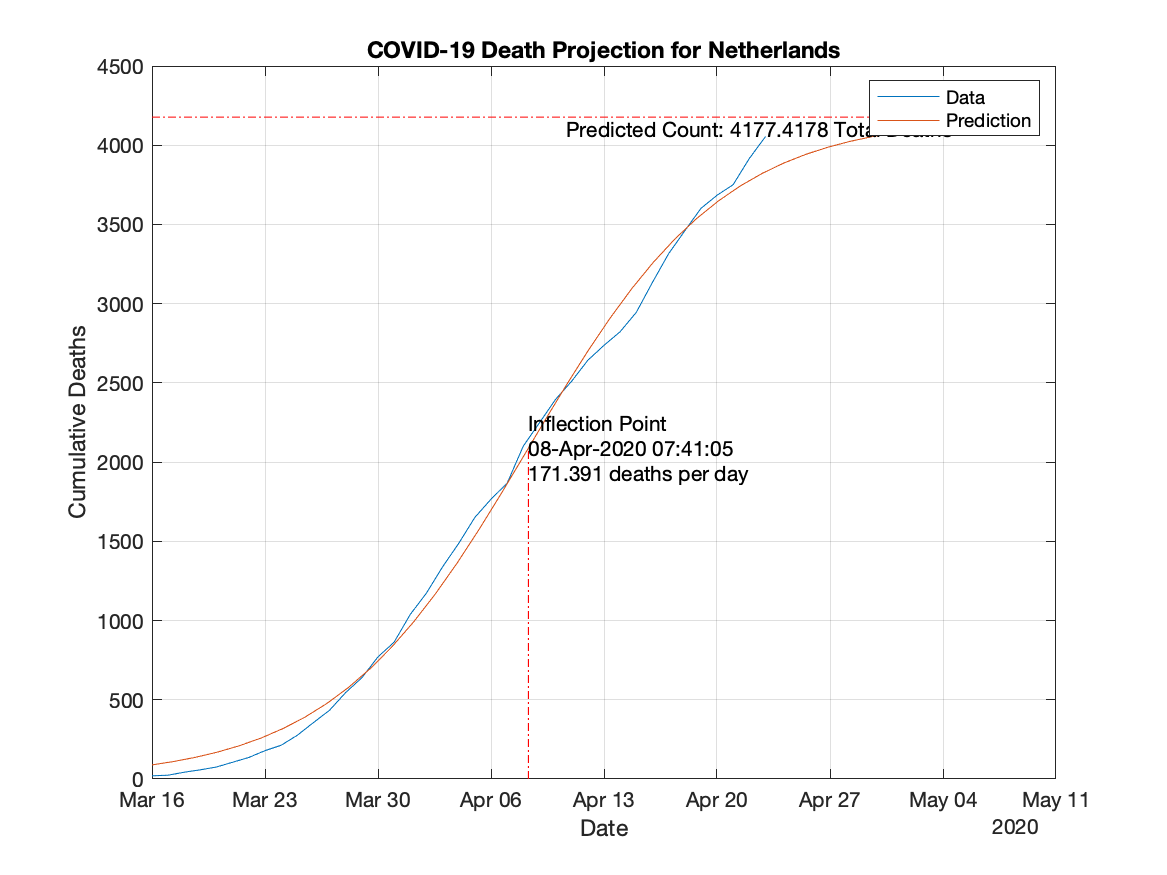 COVID-19 Death Projection for Netherlands
4500
4000
3500
3000
2500
2000
1500
1000
500
0
Cumulative Deaths
Data
Prediction
Predicted Count: 4177.4178 Total Deaths
Inflection Point
08-Apr-2020 07:41:05
171.391 deaths per day
Mar 16 Mar 23 Mar 30 Apr 06 Apr 13 Apr 20 Apr 27 May 04 May 11
Date
2020